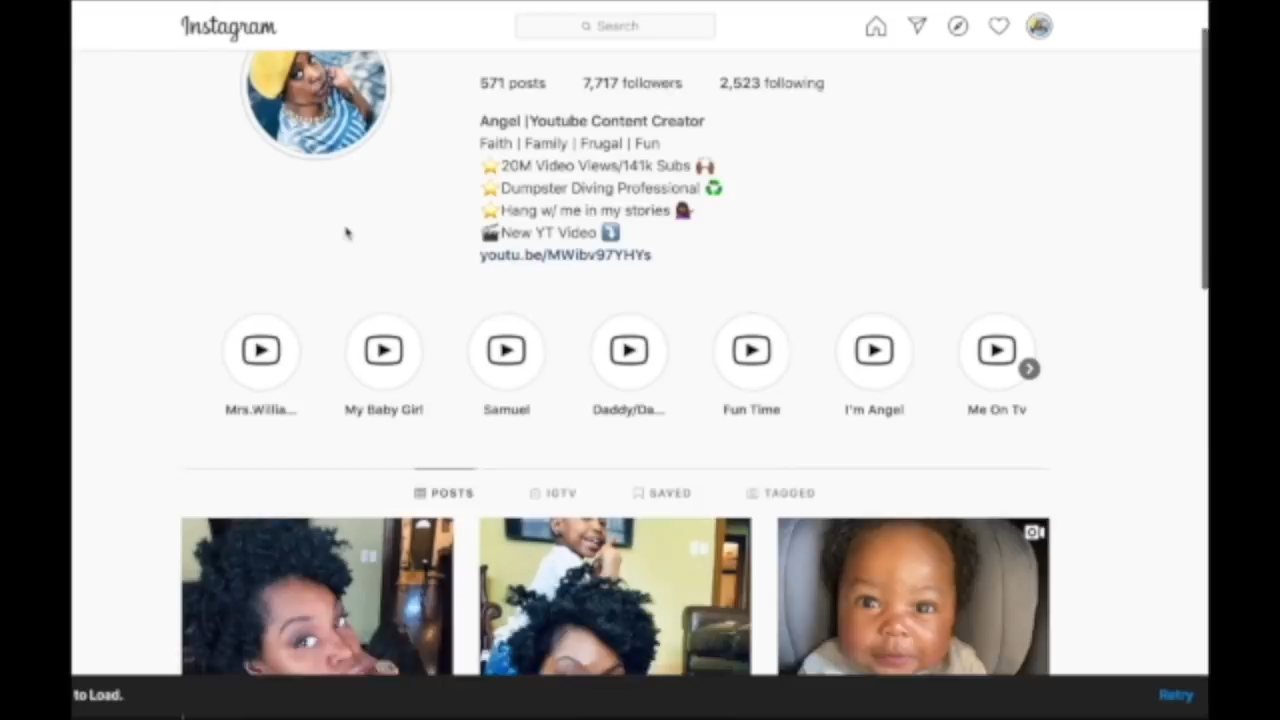 Instagram
Search
571 posts 7,717 followers 2,523 following
Angel |Youtube Content Creator
Faith | Family | Frugal | Fun
⭐20M Video Views/141k Subs 🙌🏾
⭐Dumpster Diving Professional ♻️
⭐Hang w/ me in my stories 💁🏿‍♀️
🎬New YT Video ⤵️
youtu.be/MWibv97YHYs
Mrs.Willia... My Baby Girl Samuel Daddy/Da... Fun Time I'm Angel Me On Tv
POSTS IGTV SAVED TAGGED
to Load. Retry